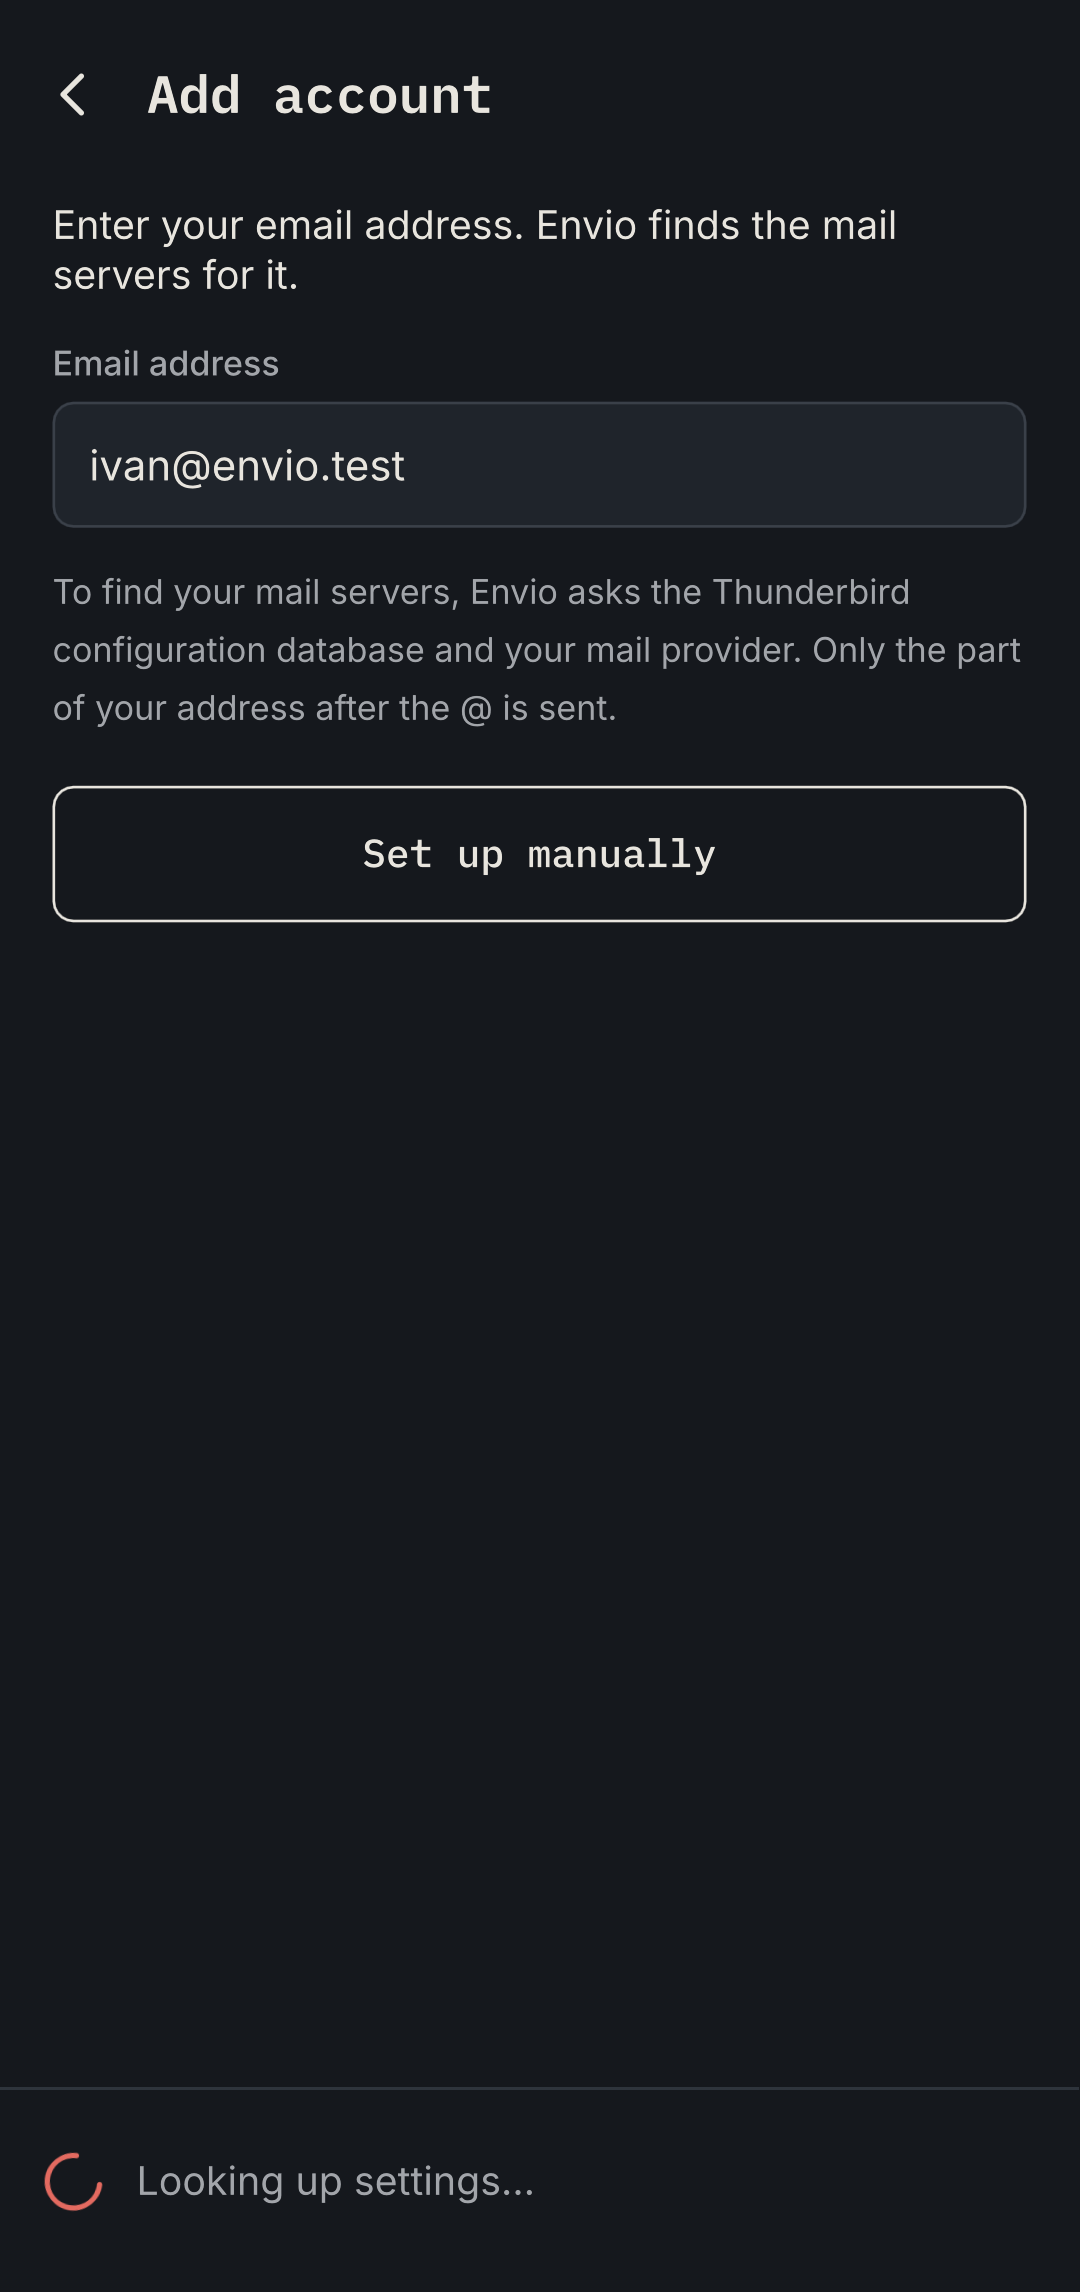 Add account
Enter your email address. Envio finds the mail
servers for it.
Email address
ivan@envio.test
To find your mail servers, Envio asks the Thunderbird
configuration database and your mail provider. Only the part
of your address after the @ is sent.
Set up manually
Looking up settings...